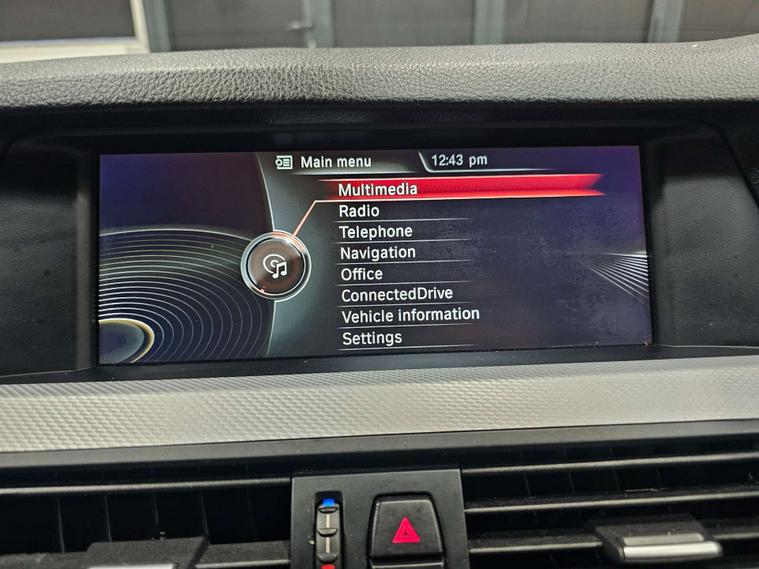 Main menu 12:43 pm
Multimedia
Radio
Telephone
Navigation
Office
ConnectedDrive
Vehicle information
Settings